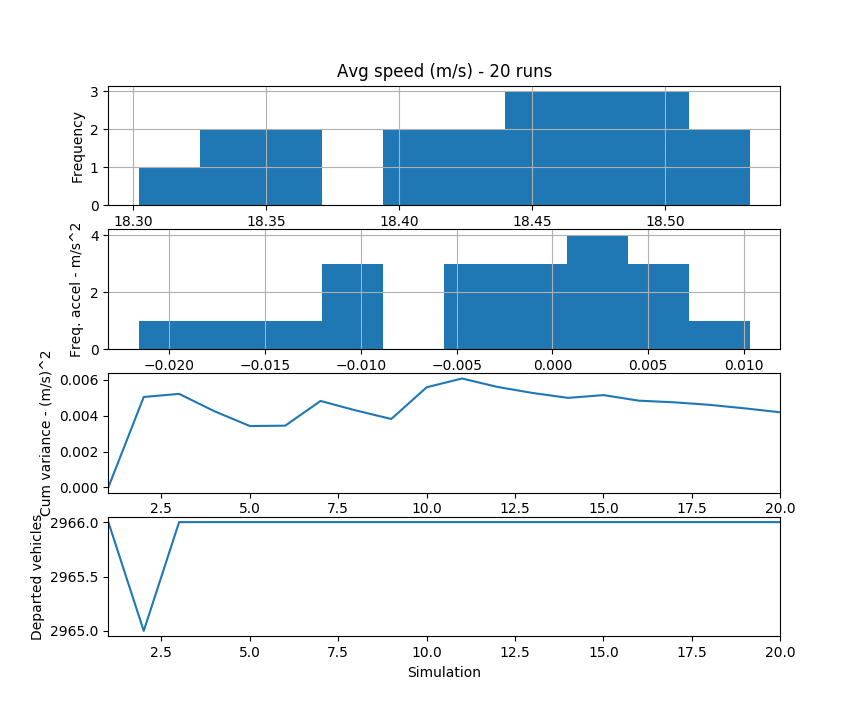 Avg speed (m/s) - 20 runs
Frequency
3
2
1
0
18.30 18.35 18.40 18.45 18.50
Freq. accel - m/s^2
4
2
0
−0.020 −0.015 −0.010 −0.005 0.000 0.005 0.010
Cum variance - (m/s)^2
0.006
0.004
0.002
0.000
2.5 5.0 7.5 10.0 12.5 15.0 17.5 20.0
Departed vehicles
2966.0
2965.5
2965.0
2.5 5.0 7.5 10.0 12.5 15.0 17.5 20.0
Simulation